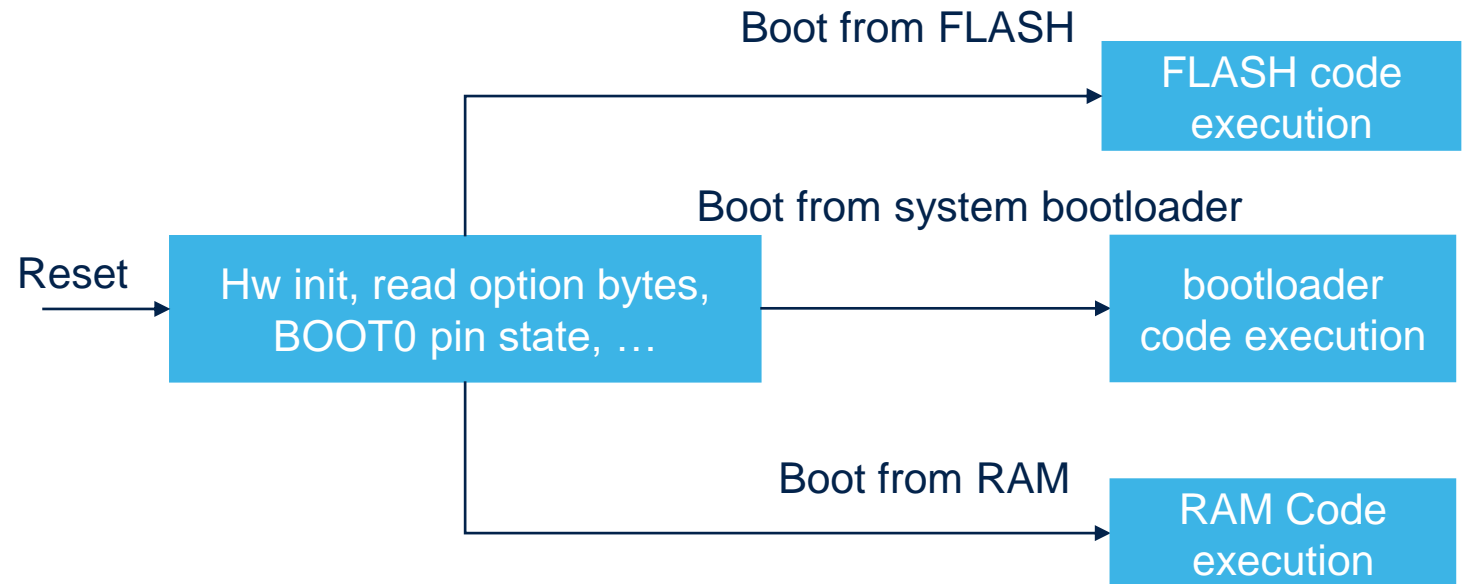 Boot from FLASH
FLASH code
execution
Boot from system bootloader
Reset
Hw init, read option bytes,
BOOT0 pin state, …
bootloader
code execution
Boot from RAM
RAM Code
execution